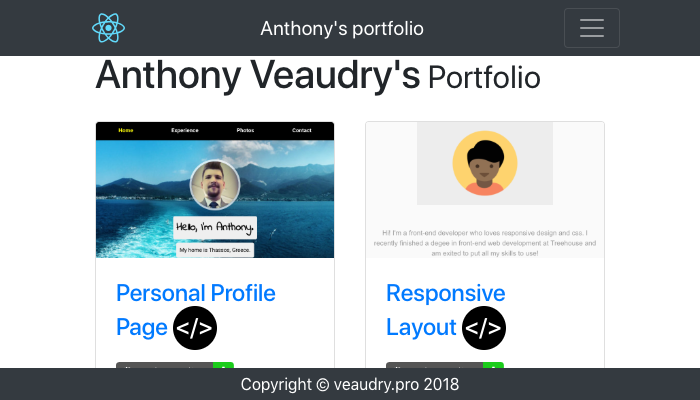 Anthony's portfolio
Anthony Veaudry's Portfolio
Home Experience Photos Contact
Hello, I'm Anthony.
My home is Thassos, Greece.
Hi! I'm a front-end developer who loves responsive design and css. I
recently finished a degee in front-end web development at Treehouse and
am exited to put all my skills to use!
Personal Profile
Page </>
Responsive
Layout </>
Copyright © veaudry.pro 2018